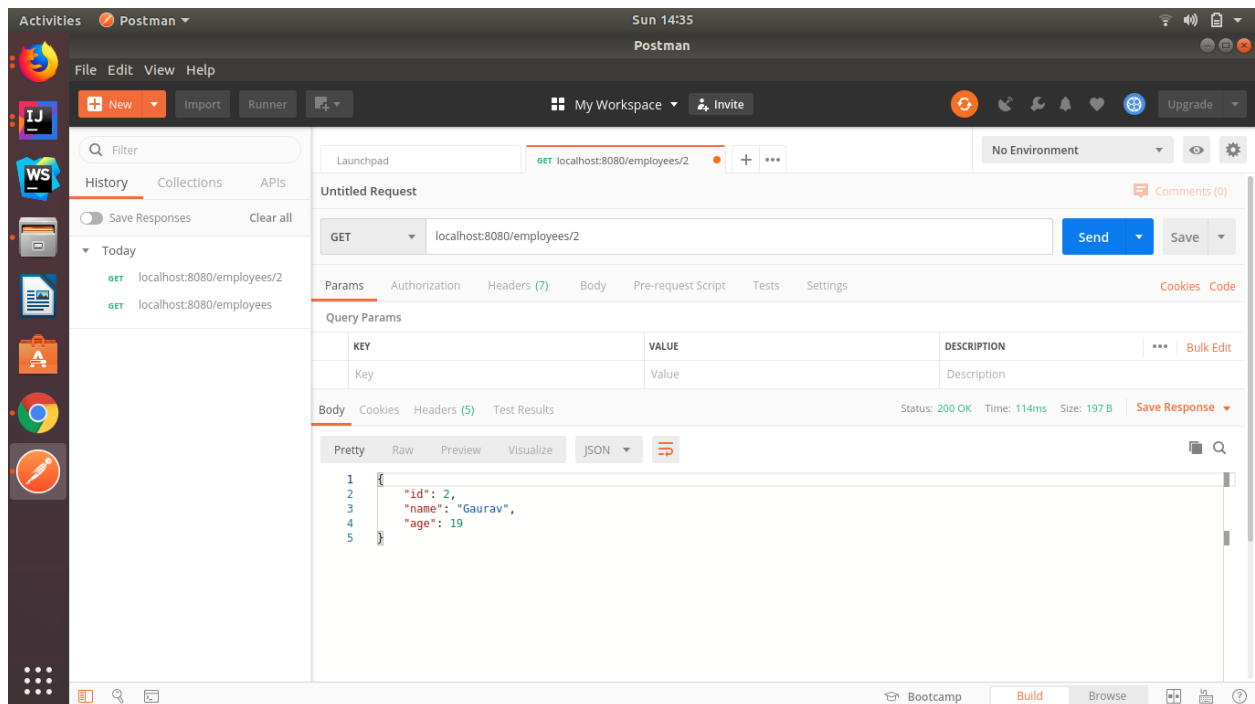 Activities Postman Sun 14:35
Postman
File Edit View Help
New Import Runner My Workspace Invite Upgrade
IJ
WS
Filter
History Collections APIs
Save Responses Clear all
Today
GET localhost:8080/employees/2
GET localhost:8080/employees
Launchpad GET localhost:8080/employees/2 No Environment
Untitled Request Comments (0)
GET localhost:8080/employees/2 Send Save
Params Authorization Headers (7) Body Pre-request Script Tests Settings Cookies Code
Query Params
KEY VALUE DESCRIPTION Bulk Edit
Key Value Description
Body Cookies Headers (5) Test Results Status: 200 OK Time: 114ms Size: 197 B Save Response
Pretty Raw Preview Visualize JSON
1 {
2 "id": 2,
3 "name": "Gaurav",
4 "age": 19
5 }
Bootcamp Build Browse